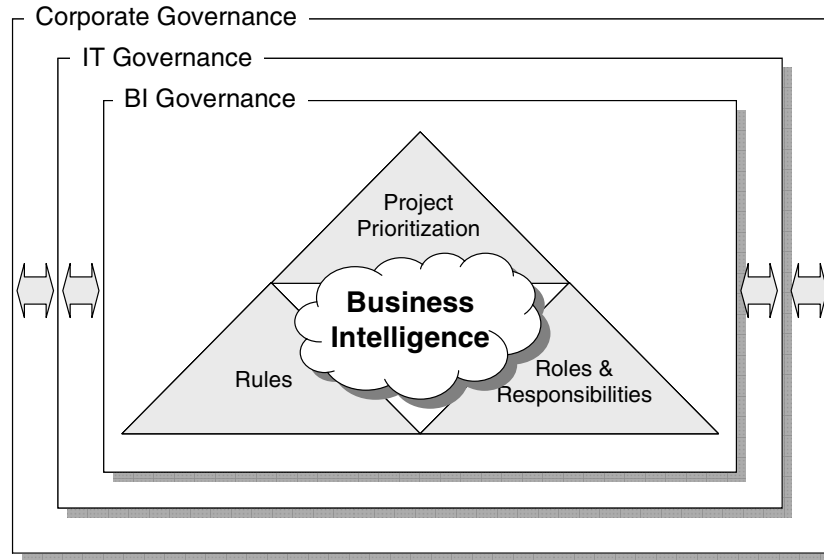 Corporate Governance
IT Governance
BI Governance
Project
Prioritization
Business
Intelligence
Rules
Roles &
Responsibilities